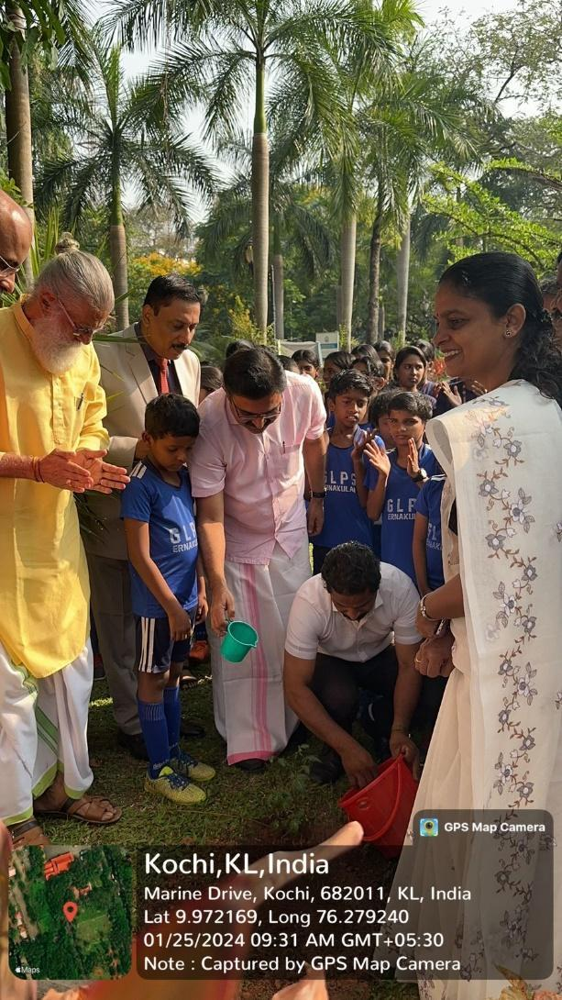 GLPS
ERNAKULAM
GLPS
ERNAKUL
GPS Map Camera
Kochi,KL,India
Marine Drive, Kochi, 682011, KL, India
Lat 9.972169, Long 76.279240
01/25/2024 09:31 AM GMT+05:30
Note : Captured by GPS Map Camera
Maps